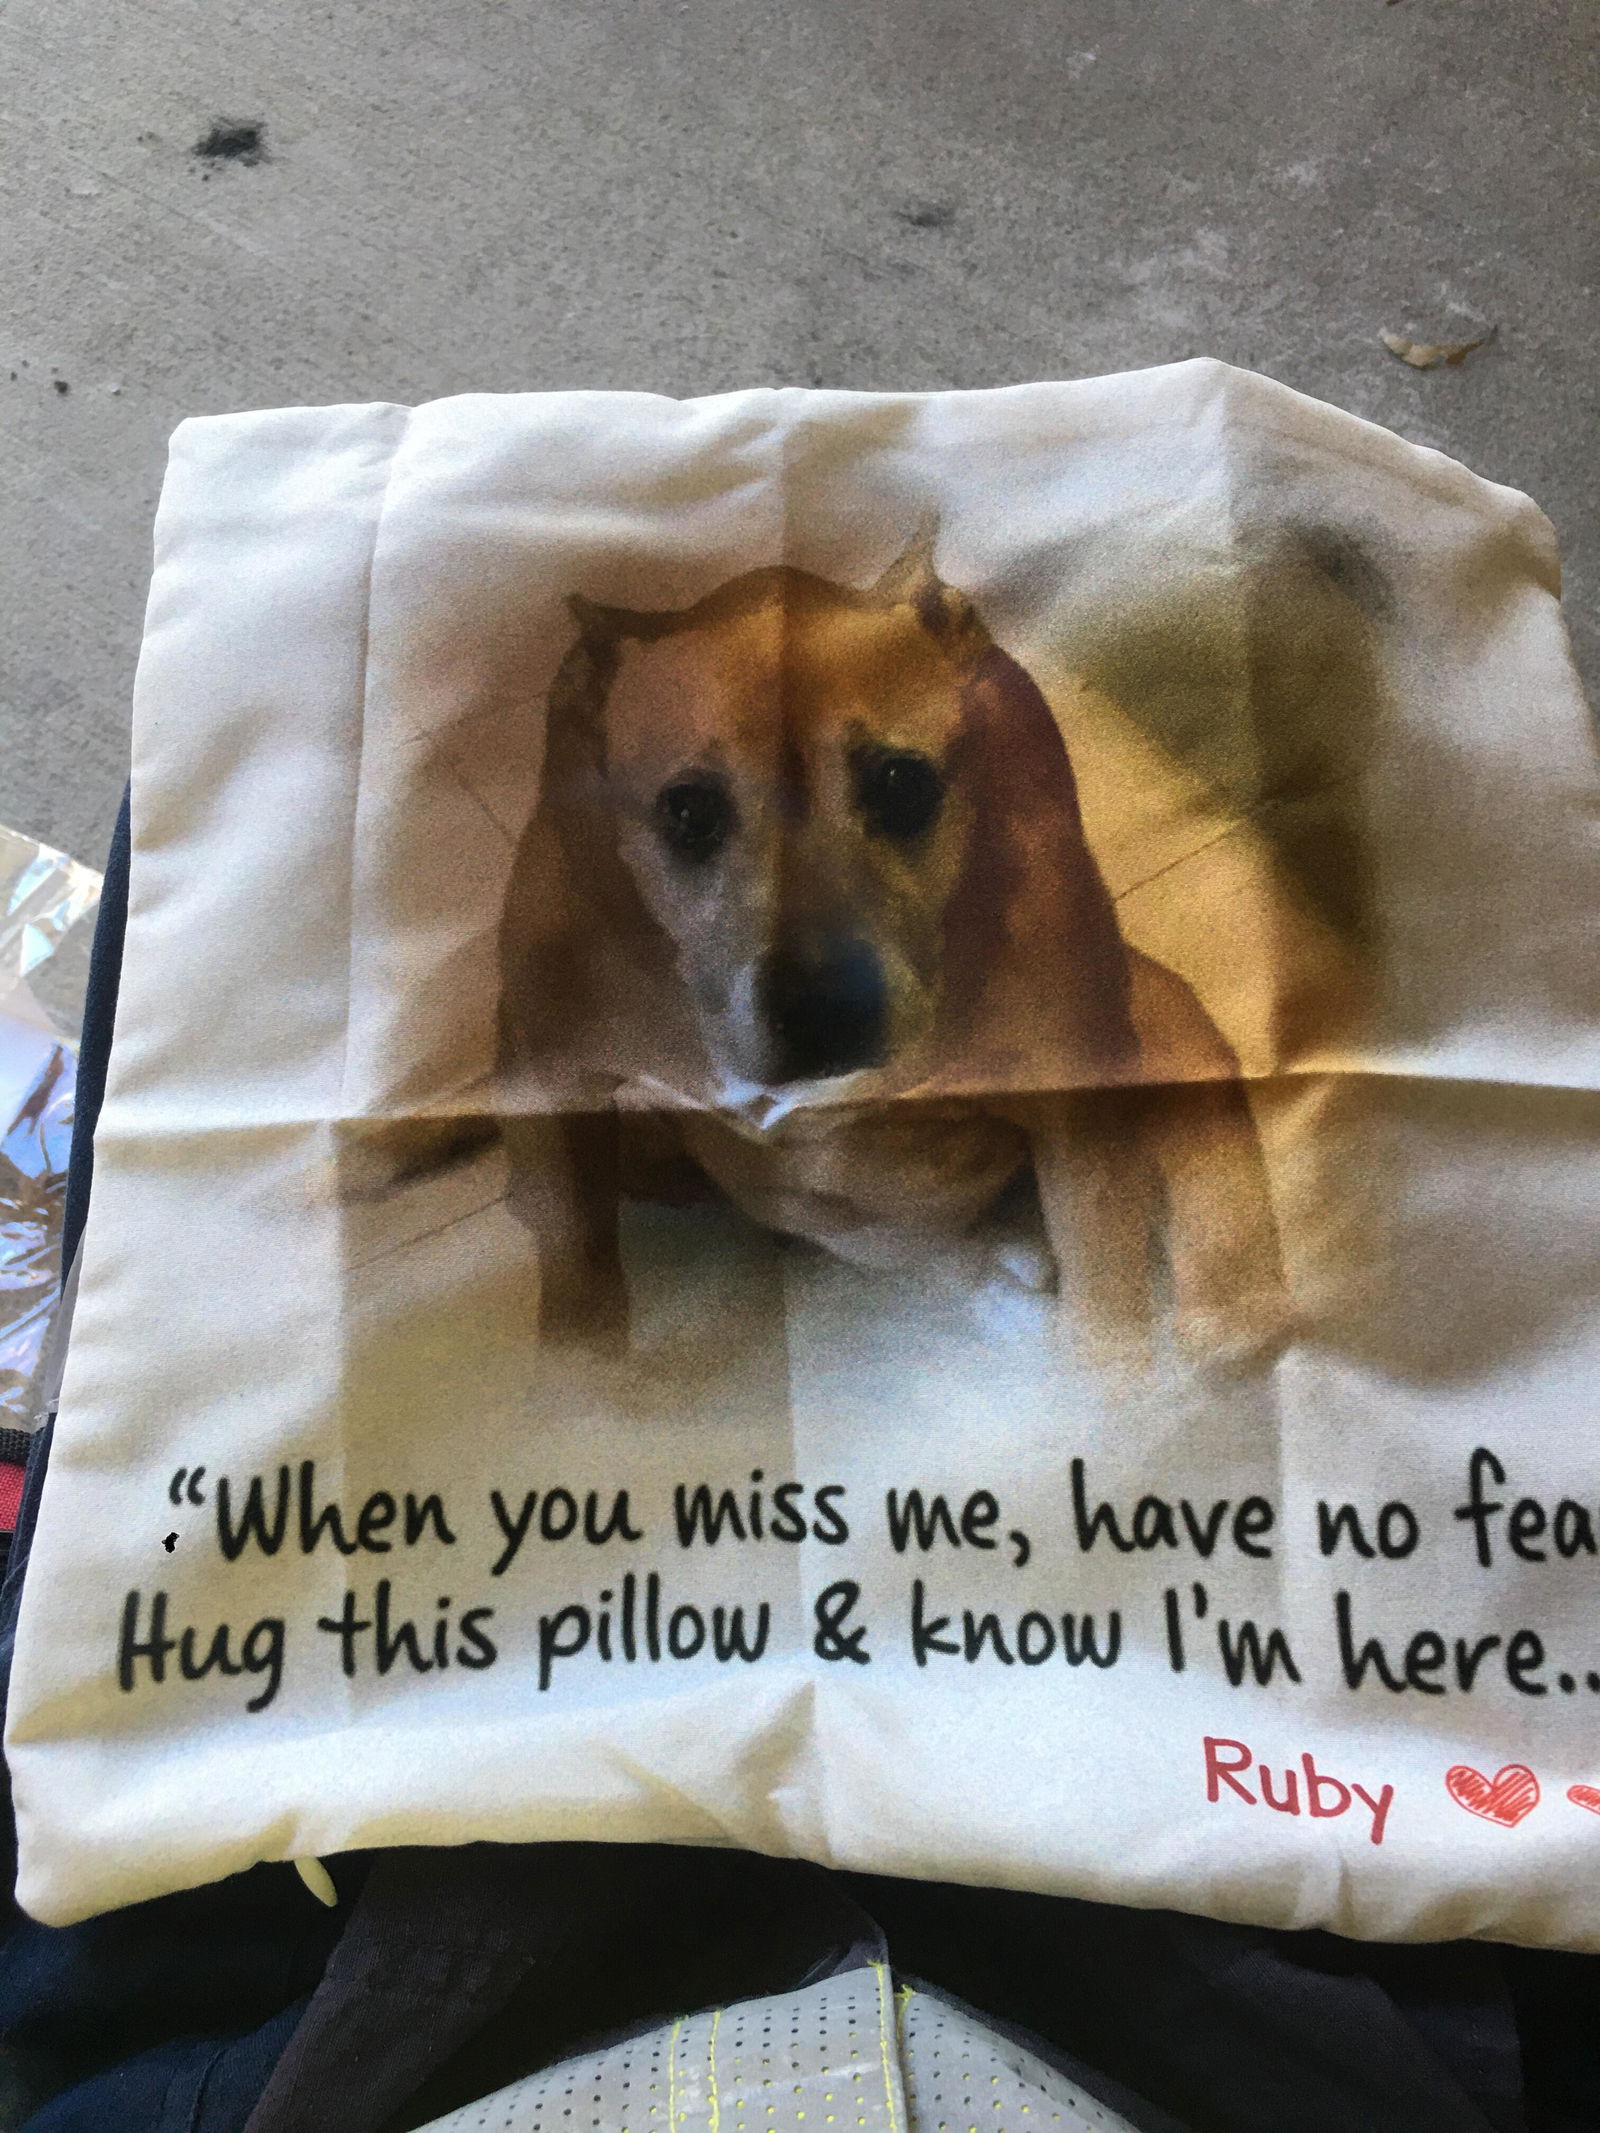 “When you miss me, have no fea
Hug this pillow & know I'm here..
Ruby